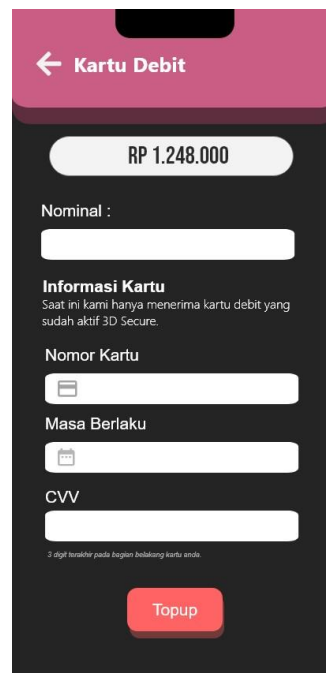 Kartu Debit
RP 1.248.000
Nominal :
Informasi Kartu
Saat ini kami hanya menerima kartu debit yang
sudah aktif 3D Secure.
Nomor Kartu
Masa Berlaku
CVV
3 digit terakhir pada bagian belakang kartu anda.
Topup